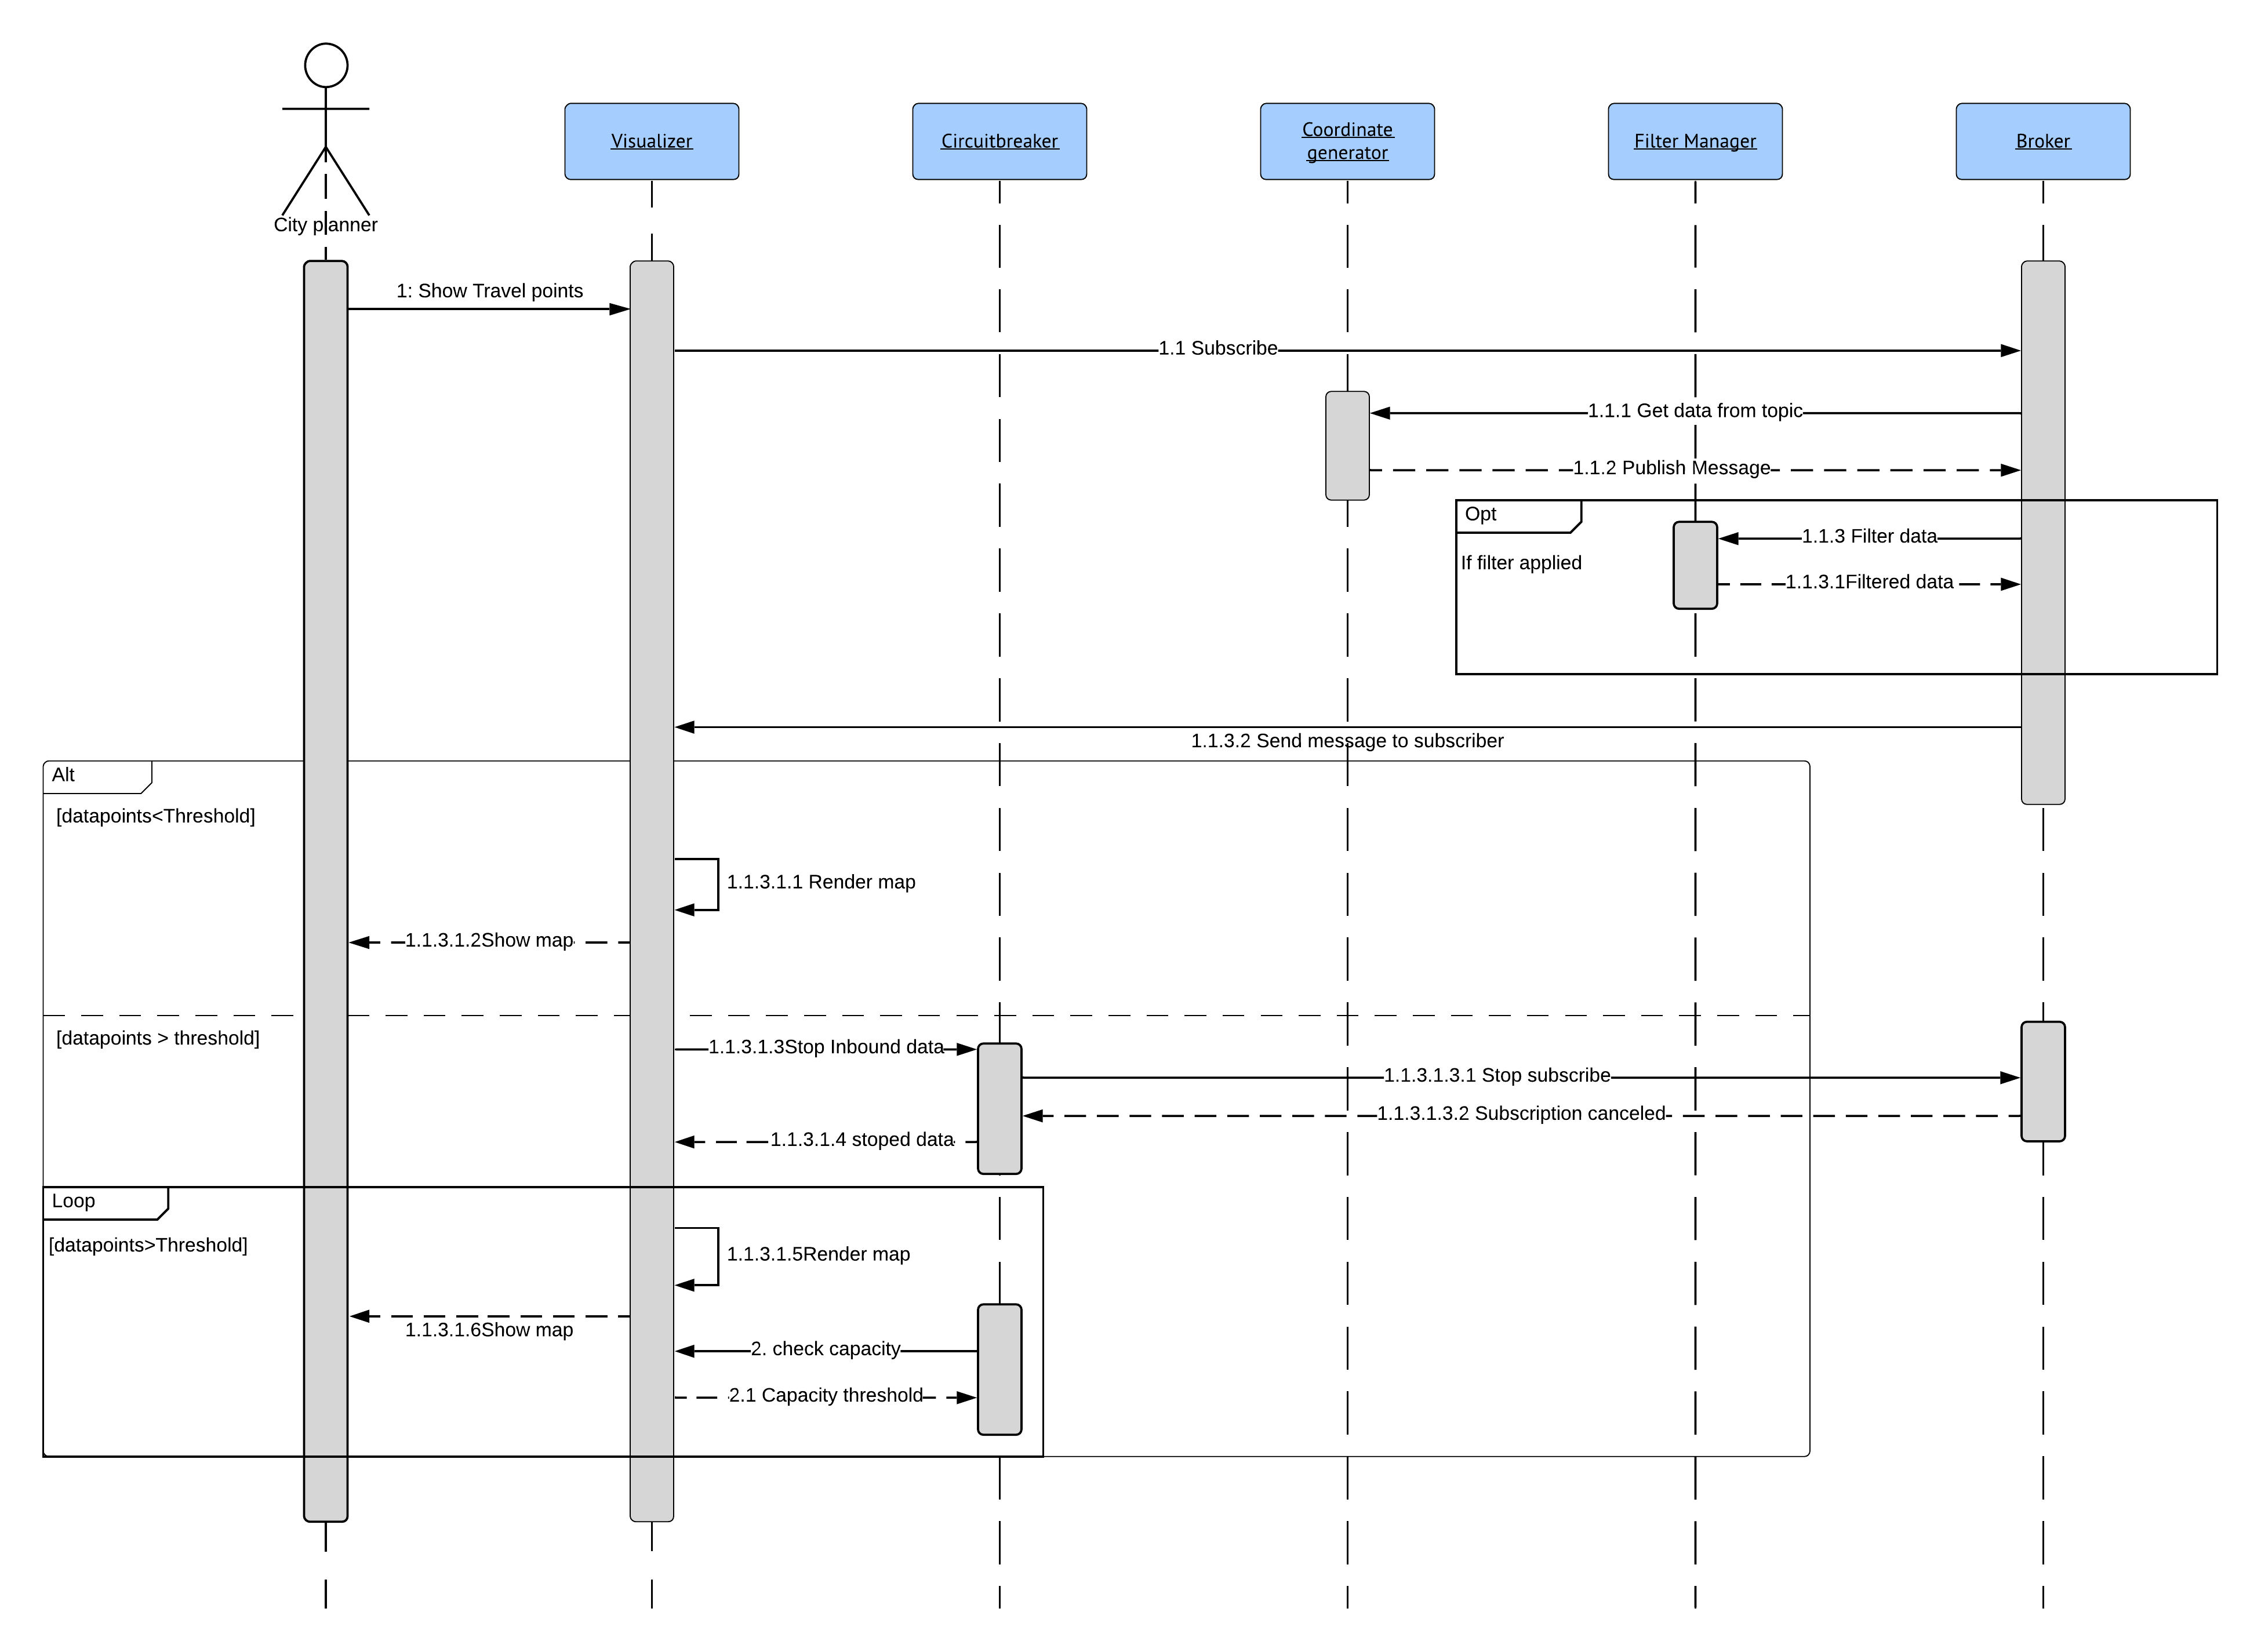 City planner
Visualizer
Circuitbreaker
Coordinate
generator
Filter Manager
Broker
1: Show Travel points
1.1 Subscribe
1.1.1 Get data from topic
1.1.2 Publish Message
Opt
1.1.3 Filter data
If filter applied
1.1.3.1Filtered data
1.1.3.2 Send message to subscriber
Alt
[datapoints<Threshold]
1.1.3.1.1 Render map
1.1.3.1.2Show map
[datapoints > threshold]
1.1.3.1.3Stop Inbound data
1.1.3.1.3.1 Stop subscribe
1.1.3.1.3.2 Subscription canceled
1.1.3.1.4 stoped data
Loop
[datapoints>Threshold]
1.1.3.1.5Render map
1.1.3.1.6Show map
2. check capacity
2.1 Capacity threshold